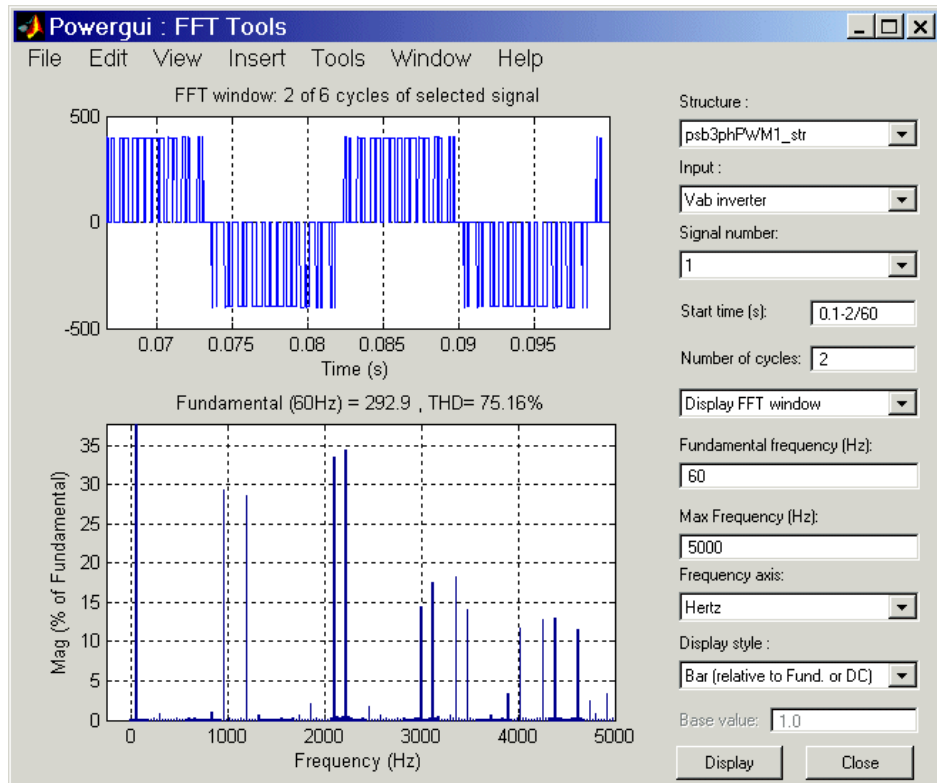 Powergui : FFT Tools
File Edit View Insert Tools Window Help
FFT window: 2 of 6 cycles of selected signal
500
0
-500
0.07 0.075 0.08 0.085 0.09 0.095
Time (s)
Fundamental (60Hz) = 292.9 , THD= 75.16%
Mag (% of Fundamental)
35
30
25
20
15
10
5
0
0 1000 2000 3000 4000 5000
Frequency (Hz)
Structure :
psb3phPWM1_str
Input :
Vab inverter
Signal number:
1
Start time (s): 0.1-2/60
Number of cycles: 2
Display FFT window
Fundamental frequency (Hz):
60
Max Frequency (Hz):
5000
Frequency axis:
Hertz
Display style :
Bar (relative to Fund. or DC)
Base value: 1.0
Display Close